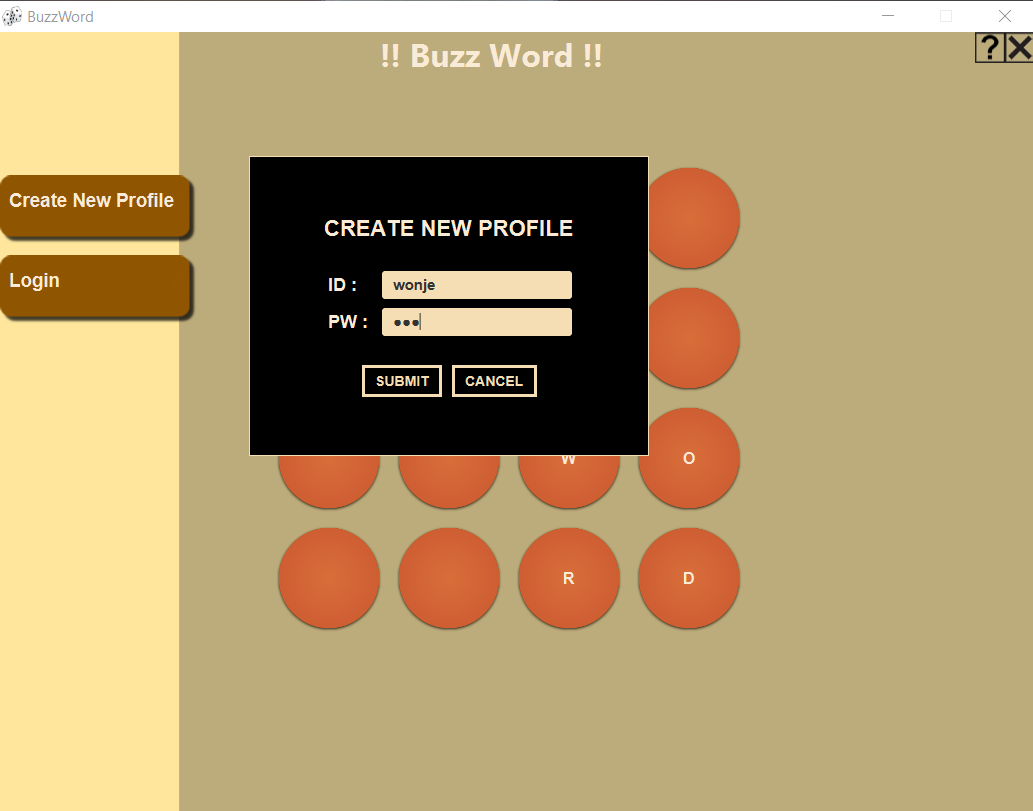 BuzzWord
!! Buzz Word !!
?
Create New Profile
Login
CREATE NEW PROFILE
ID : wonje
PW : •••
SUBMIT CANCEL
W O
R D